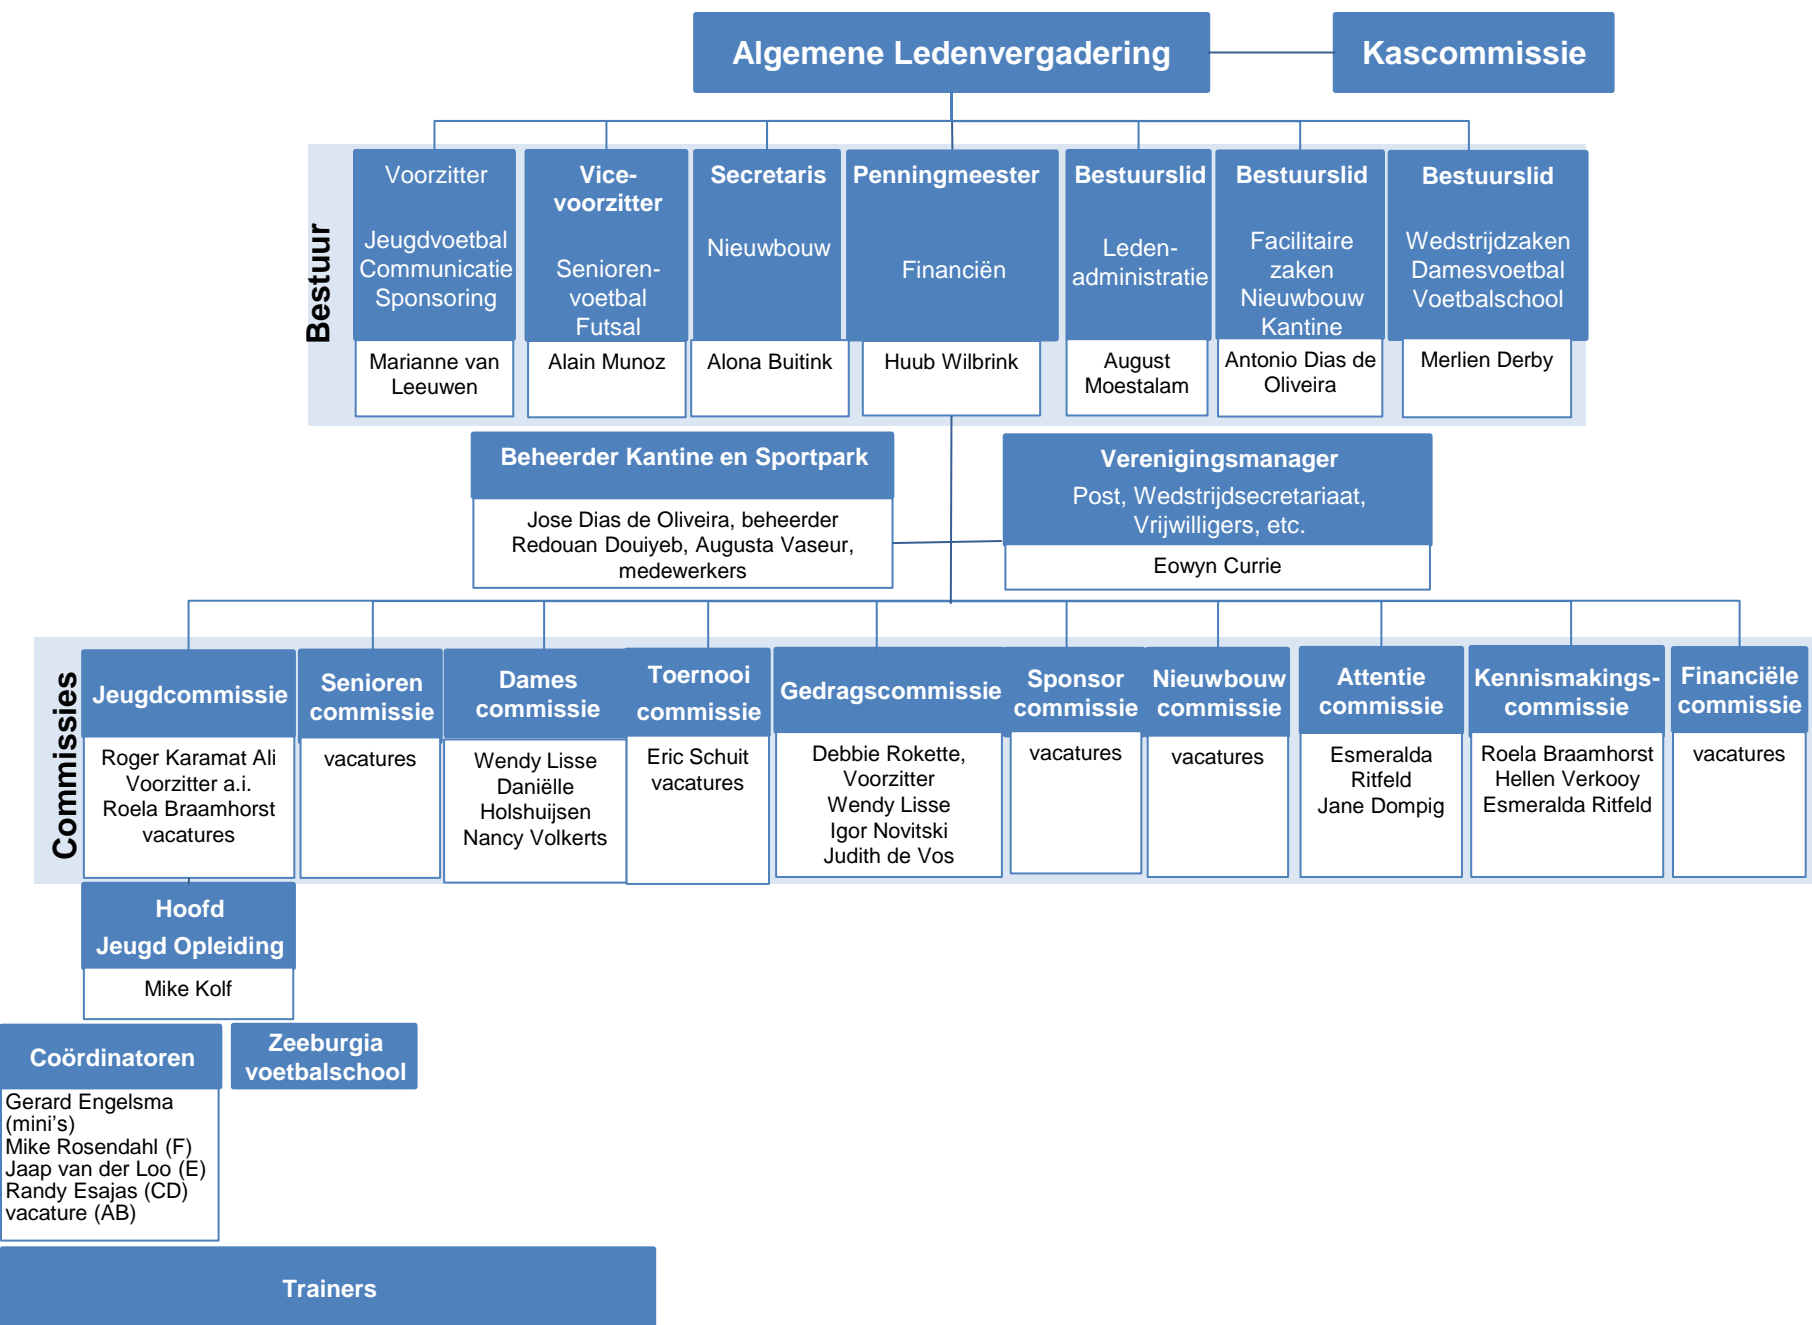 Algemene Ledenvergadering
Kascommissie
Bestuur
Voorzitter
Jeugdvoetbal
Communicatie
Sponsoring
Marianne van
Leeuwen
Vice-
voorzitter
Senioren-
voetbal
Futsal
Alain Munoz
Secretaris
Nieuwbouw
Alona Buitink
Penningmeester
Financiën
Huub Wilbrink
Bestuurslid
Leden-
administratie
August
Moestalam
Bestuurslid
Facilitaire
zaken
Nieuwbouw
Kantine
Antonio Dias de
Oliveira
Bestuurslid
Wedstrijdzaken
Damesvoetbal
Voetbalschool
Merlien Derby
Beheerder Kantine en Sportpark
Jose Dias de Oliveira, beheerder
Redouan Douiyeb, Augusta Vaseur,
medewerkers
Verenigingsmanager
Post, Wedstrijdsecretariaat,
Vrijwilligers, etc.
Eowyn Currie
Commissies
Jeugdcommissie
Roger Karamat Ali
Voorzitter a.i.
Roela Braamhorst
vacatures
Senioren
commissie
vacatures
Dames
commissie
Wendy Lisse
Daniëlle
Holshuijsen
Nancy Volkerts
Toernooi
commissie
Eric Schuit
vacatures
Gedragscommissie
Debbie Rokette,
Voorzitter
Wendy Lisse
Igor Novitski
Judith de Vos
Sponsor
commissie
vacatures
Nieuwbouw
commissie
vacatures
Attentie
commissie
Esmeralda
Ritfeld
Jane Dompig
Kennismakings-
commissie
Roela Braamhorst
Hellen Verkooy
Esmeralda Ritfeld
Financiële
commissie
vacatures
Hoofd
Jeugd Opleiding
Mike Kolf
Coördinatoren
Gerard Engelsma
(mini's)
Mike Rosendahl (F)
Jaap van der Loo (E)
Randy Esajas (CD)
vacature (AB)
Zeeburgia
voetbalschool
Trainers